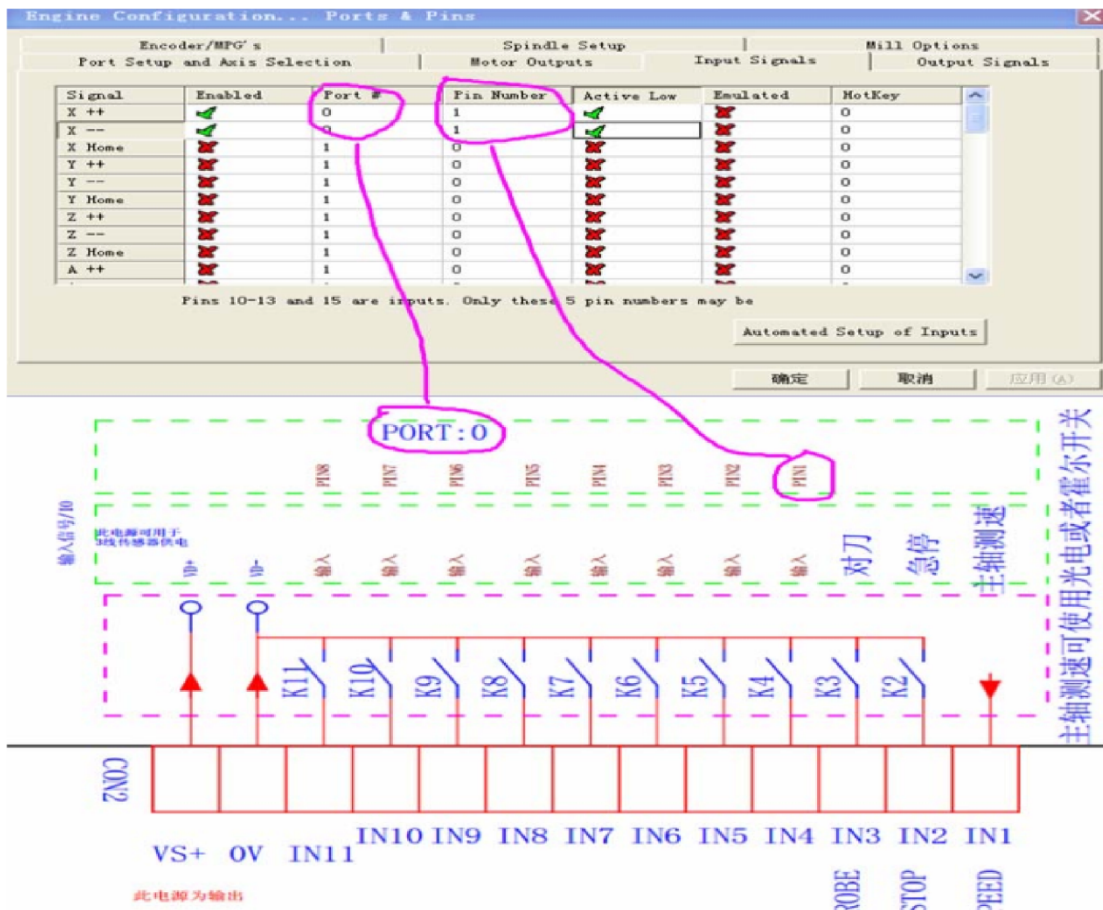 Engine Configuration... Ports & Pins
Encoder/MPG's Spindle Setup Mill Options
Port Setup and Axis Selection Motor Outputs Input Signals Output Signals
Signal Enabled Port # Pin Number Active Low Emulated HotKey
X ++ 0 1 0
X -- 0 1 0
X Home 1 0 0
Y ++ 1 0 0
Y -- 1 0 0
Y Home 1 0 0
Z ++ 1 0 0
Z -- 1 0 0
Z Home 1 0 0
A ++ 1 0 0
Pins 10-13 and 15 are inputs. Only these 5 pin numbers may be
Automated Setup of Inputs
确定 取消 应用(A)
PORT:0
PIN8 PIN7 PIN6 PIN5 PIN4 PIN3 PIN2 PIN1
输入信号/IO
此电源可用于
3线传感器供电
VD+ VD-
输入 输入 输入 输入 输入 输入 输入 输入 对刀 急停 主轴测速
主轴测速可使用光电或者霍尔开关
K11 K10 K9 K8 K7 K6 K5 K4 K3 K2
CON2
VS+ 0V IN11 IN10 IN9 IN8 IN7 IN6 IN5 IN4 IN3 IN2 IN1
此电源为输出
ROBE STOP PEED